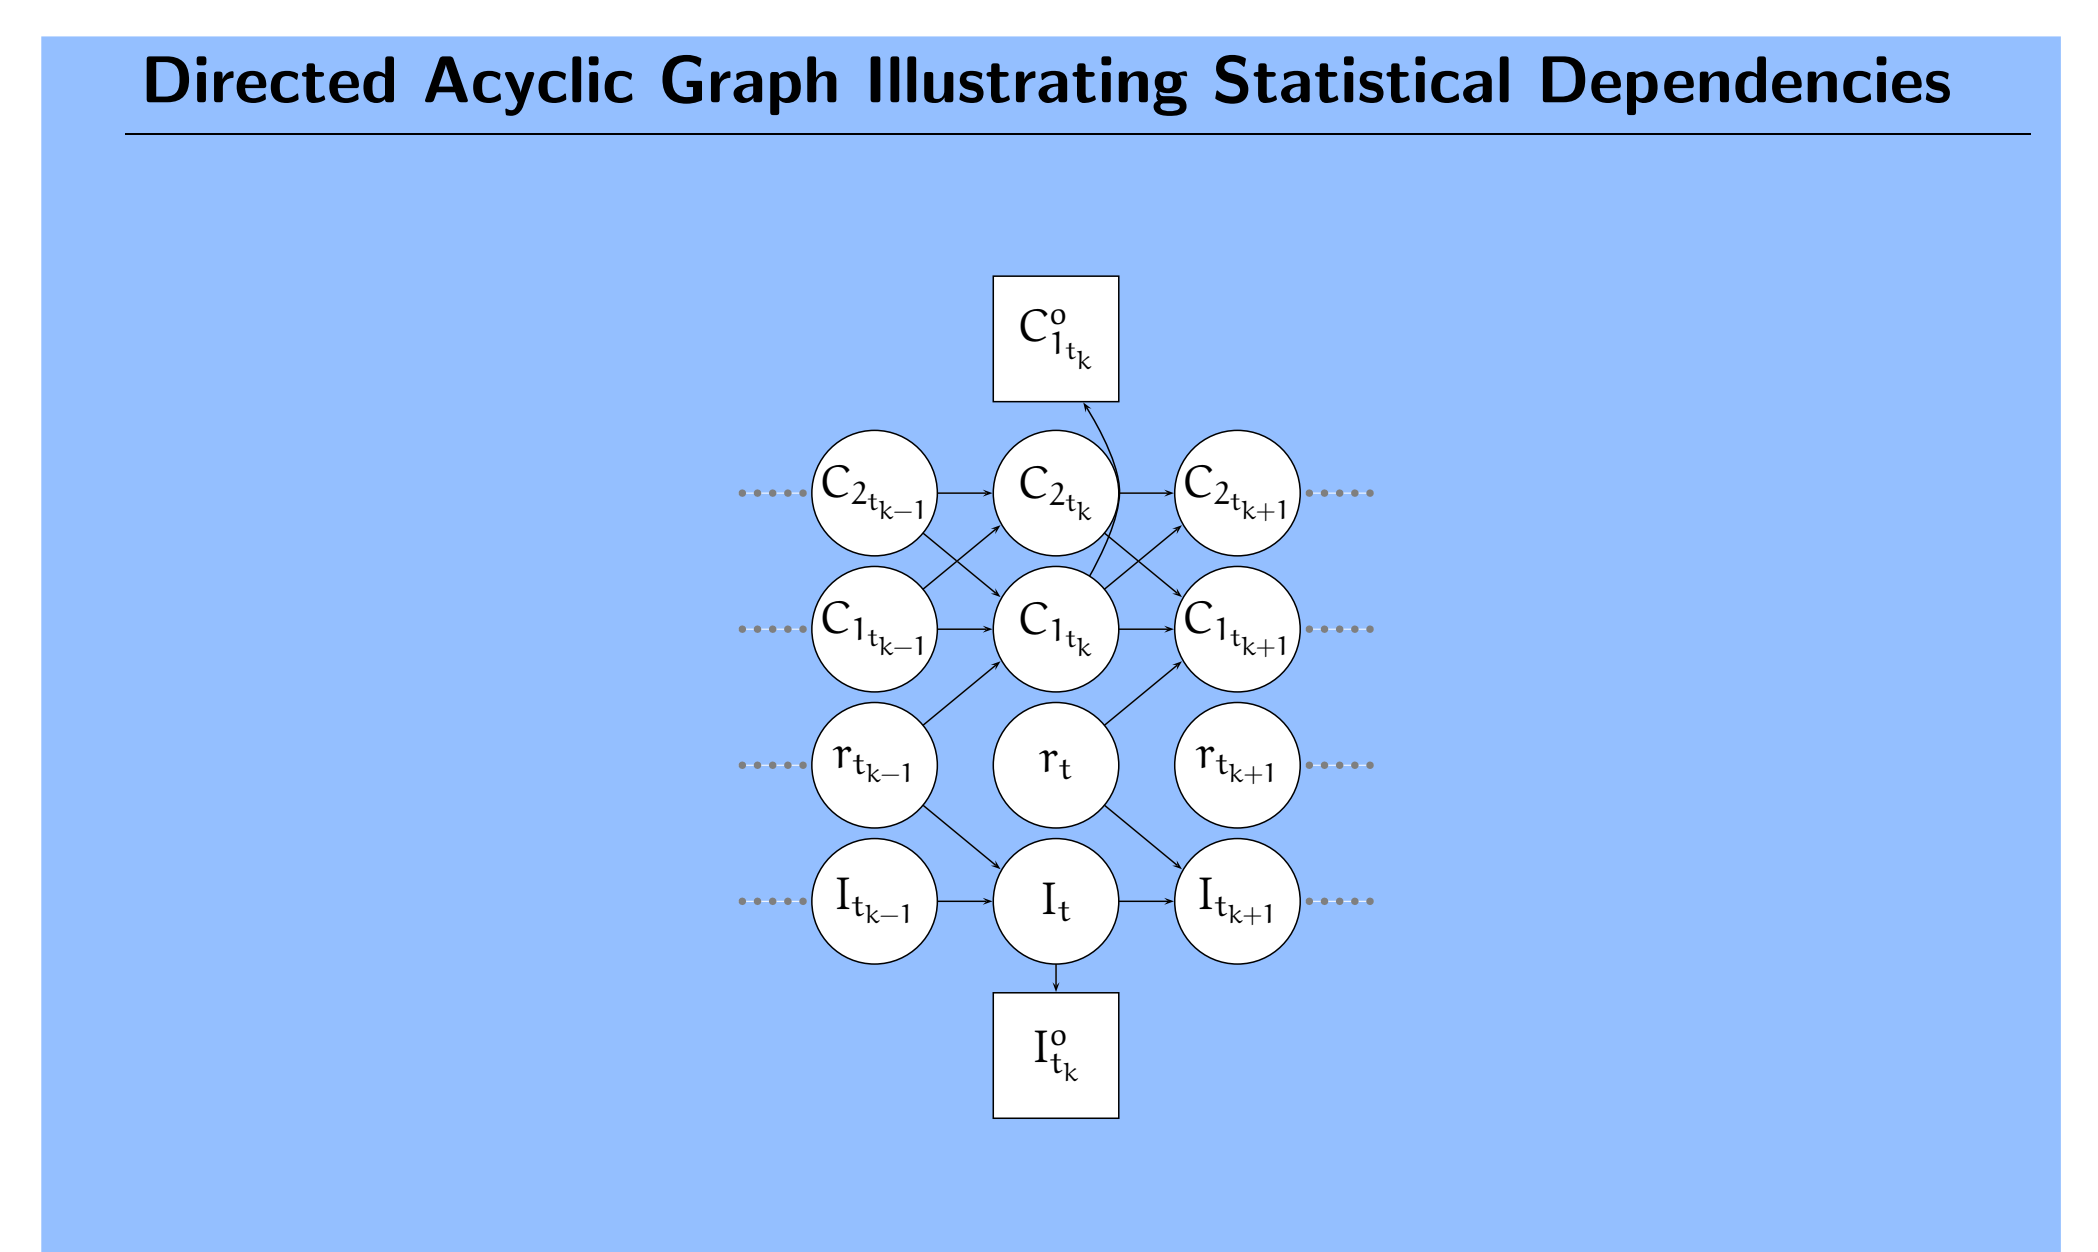 Directed Acyclic Graph Illustrating Statistical Dependencies
C^o_{1_{t_k}}
C_{2_{t_{k−1}}} C_{2_{t_k}} C_{2_{t_{k+1}}}
C_{1_{t_{k−1}}} C_{1_{t_k}} C_{1_{t_{k+1}}}
r_{t_{k−1}} r_t r_{t_{k+1}}
I_{t_{k−1}} I_t I_{t_{k+1}}
I^o_{t_k}